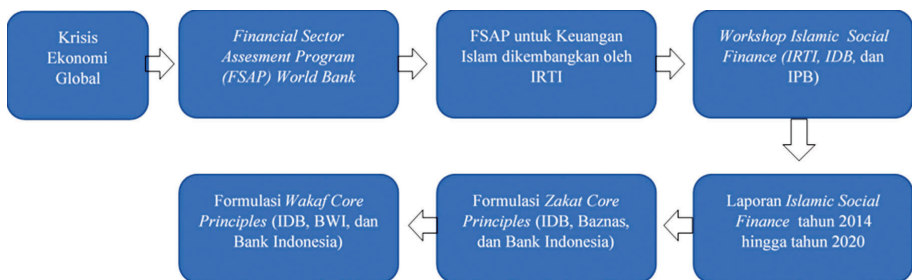 Krisis
Ekonomi
Global
Financial Sector
Assesment Program
(FSAP) World Bank
FSAP untuk Keuangan
Islam dikembangkan oleh
IRTI
Workshop Islamic Social
Finance (IRTI, IDB, dan
IPB)
Laporan Islamic Social
Finance tahun 2014
hingga tahun 2020
Formulasi Zakat Core
Principles (IDB, Baznas,
dan Bank Indonesia)
Formulasi Wakaf Core
Principles (IDB, BWI, dan
Bank Indonesia)